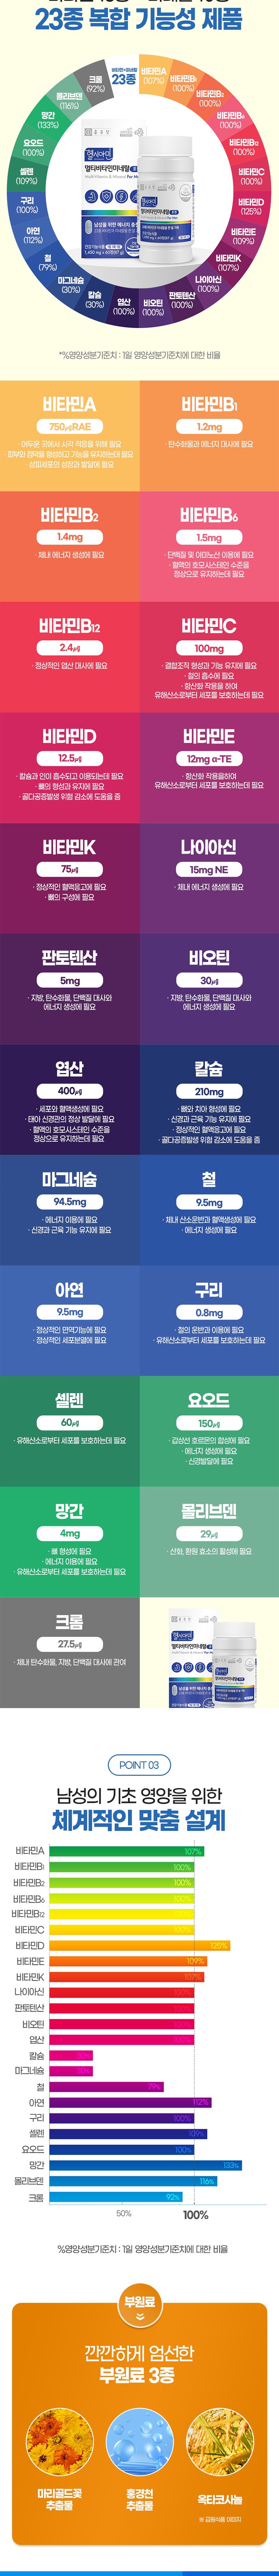 23종 복합 기능성 제품
비타민+미네랄
23종
비타민A
(107%)
비타민B1
(100%)
비타민B2
(100%)
비타민B6
(100%)
비타민B12
(100%)
비타민C
(100%)
비타민D
(125%)
비타민E
(109%)
비타민K
(107%)
나이아신
(100%)
판토텐산
(100%)
비오틴
(100%)
엽산
(100%)
칼슘
(30%)
마그네슘
(30%)
철
(79%)
아연
(112%)
구리
(100%)
셀렌
(109%)
요오드
(100%)
망간
(133%)
몰리브덴
(116%)
크롬
(92%)
멀티비타민미네랄
*%영양성분기준치 : 1일 영양성분기준치에 대한 비율
비타민A
750㎍RAE
· 어두운 곳에서 시각 적응을 위해 필요
· 피부와 점막을 형성하고 기능을 유지하는데 필요
· 상피세포의 성장과 발달에 필요
비타민B1
1.2mg
· 탄수화물과 에너지 대사에 필요
비타민B2
1.4mg
· 체내 에너지 생성에 필요
비타민B6
1.5mg
· 단백질 및 아미노산 이용에 필요
· 혈액의 호모시스테인 수준을
정상으로 유지하는데 필요
비타민B12
2.4㎍
· 정상적인 엽산 대사에 필요
비타민C
100mg
· 결합조직 형성과 기능 유지에 필요
· 철의 흡수에 필요
· 항산화 작용을 하여
유해산소로부터 세포를 보호하는데 필요
비타민D
12.5㎍
· 칼슘과 인이 흡수되고 이용되는데 필요
· 뼈의 형성과 유지에 필요
· 골다공증발생 위험 감소에 도움을 줌
비타민E
12mg α-TE
· 항산화 작용을하여
유해산소로부터 세포를 보호하는데 필요
비타민K
75㎍
· 정상적인 혈액응고에 필요
· 뼈의 구성에 필요
나이아신
15mg NE
· 체내 에너지 생성에 필요
판토텐산
5mg
· 지방, 탄수화물, 단백질 대사와
에너지 생성에 필요
비오틴
30㎍
· 지방, 탄수화물, 단백질 대사와
에너지 생성에 필요
엽산
400㎍
· 세포와 혈액생성에 필요
· 태아 신경관의 정상 발달에 필요
· 혈액의 호모시스테인 수준을
정상으로 유지하는데 필요
칼슘
210mg
· 뼈와 치아 형성에 필요
· 신경과 근육 기능 유지에 필요
· 정상적인 혈액응고에 필요
· 골다공증발생 위험 감소에 도움을 줌
마그네슘
94.5mg
· 에너지 이용에 필요
· 신경과 근육 기능 유지에 필요
철
9.5mg
· 체내 산소운반과 혈액생성에 필요
· 에너지 생성에 필요
아연
9.5mg
· 정상적인 면역기능에 필요
· 정상적인 세포분열에 필요
구리
0.8mg
· 철의 운반과 이용에 필요
· 유해산소로부터 세포를 보호하는데 필요
셀렌
60㎍
· 유해산소로부터 세포를 보호하는데 필요
요오드
150㎍
· 갑상선 호르몬의 합성에 필요
· 에너지 생성에 필요
· 신경발달에 필요
망간
4mg
· 뼈 형성에 필요
· 에너지 이용에 필요
· 유해산소로부터 세포를 보호하는데 필요
몰리브덴
29㎍
· 산화, 환원 효소의 활성에 필요
크롬
27.5㎍
· 체내 탄수화물, 지방, 단백질 대사에 관여
멀티비타민미네랄
POINT 03
남성의 기초 영양을 위한
체계적인 맞춤 설계
비타민A 107%
비타민B1 100%
비타민B2 100%
비타민B6 100%
비타민B12
비타민C 100%
비타민D 125%
비타민E 109%
비타민K 107%
나이아신 100%
판토텐산
비오틴
엽산 100%
칼슘
마그네슘
철 79%
아연 112%
구리 100%
셀렌 109%
요오드 100%
망간 133%
몰리브덴 116%
크롬 92%
50% 100%
%영양성분기준치 : 1일 영양성분기준치에 대한 비율
부원료
깐깐하게 엄선한
부원료 3종
마리골드꽃
추출물
홍경천
추출물
옥타코사놀
※ 급원식품 이미지